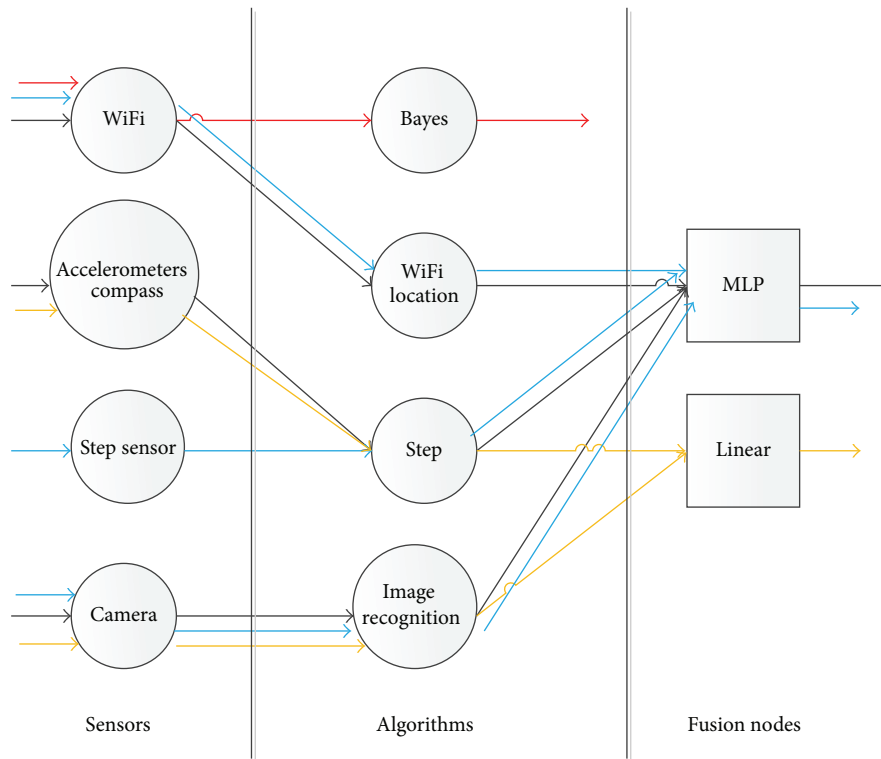 WiFi
Bayes
Accelerometers
compass
WiFi
location
MLP
Step sensor
Step
Linear
Camera
Image
recognition
Sensors
Algorithms
Fusion nodes